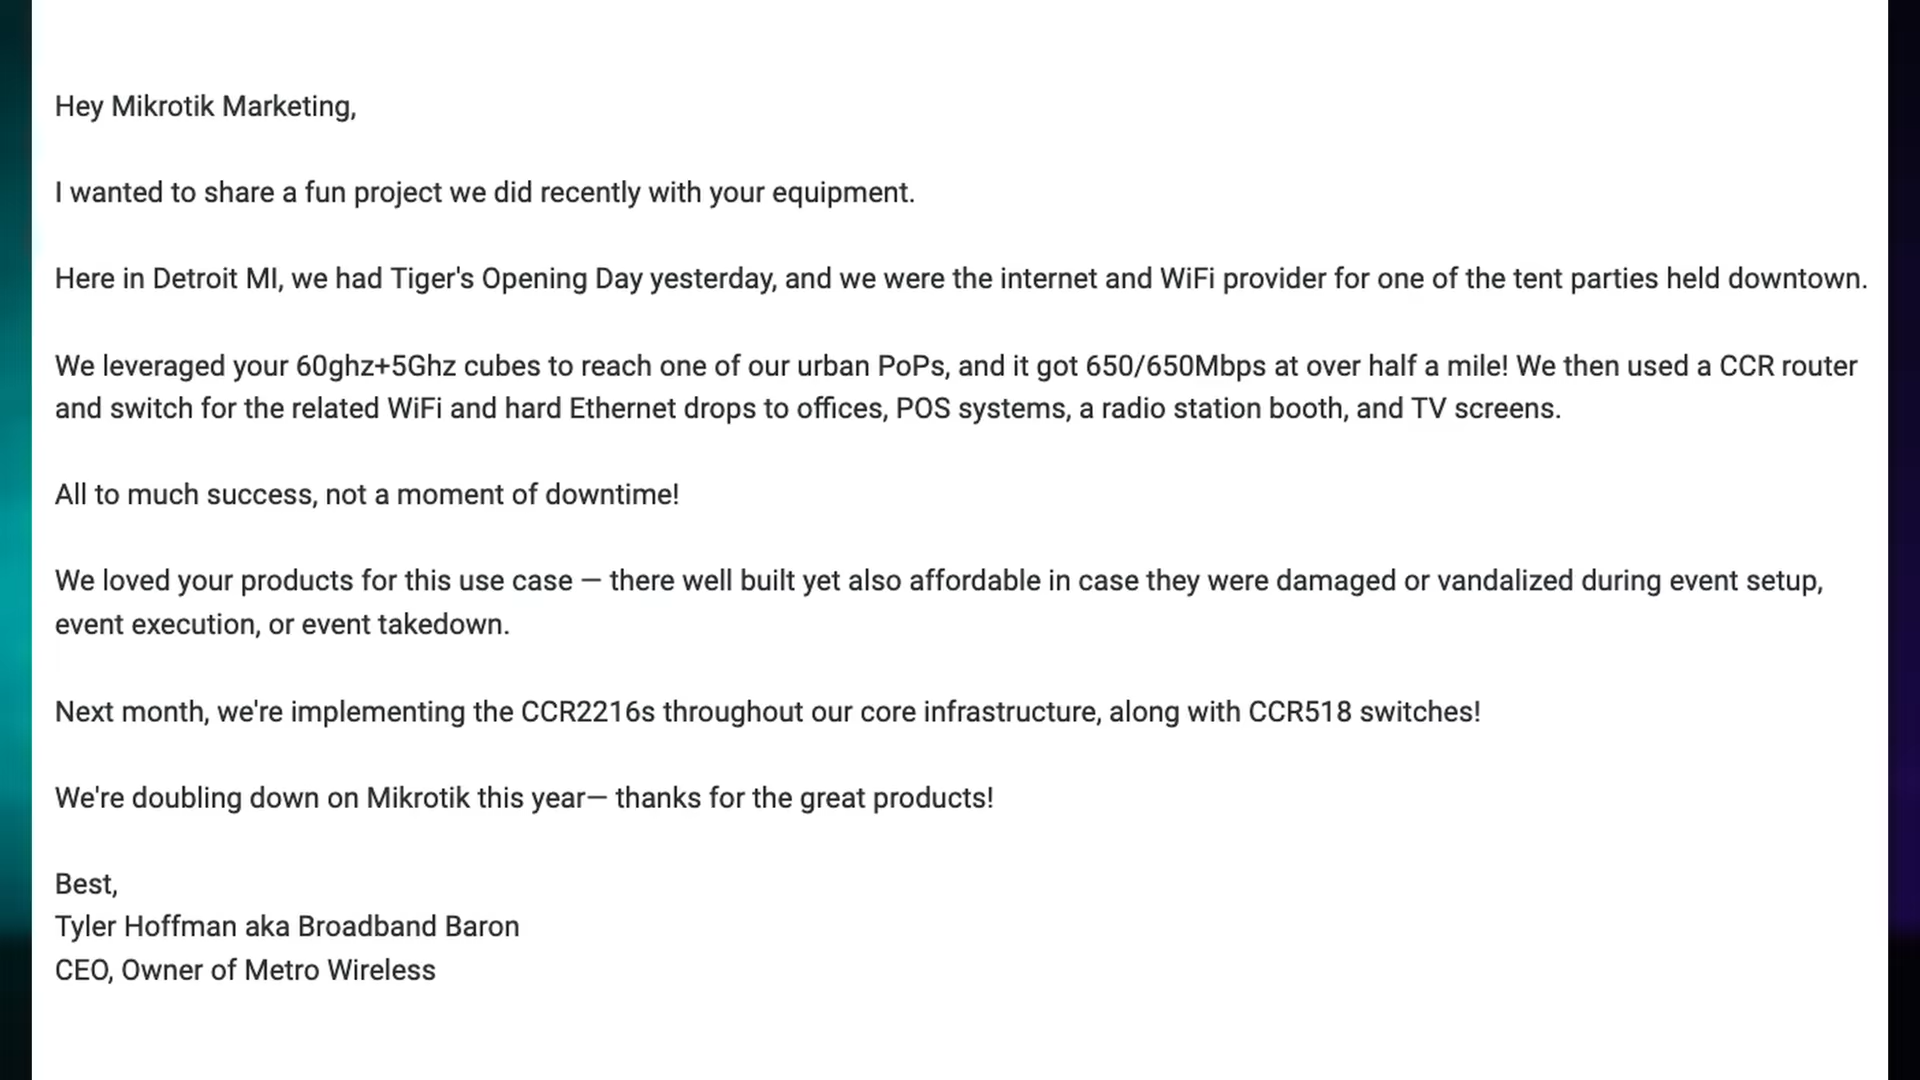 Hey Mikrotik Marketing,
I wanted to share a fun project we did recently with your equipment.
Here in Detroit MI, we had Tiger's Opening Day yesterday, and we were the internet and WiFi provider for one of the tent parties held downtown.
We leveraged your 60ghz+5Ghz cubes to reach one of our urban PoPs, and it got 650/650Mbps at over half a mile! We then used a CCR router
and switch for the related WiFi and hard Ethernet drops to offices, POS systems, a radio station booth, and TV screens.
All to much success, not a moment of downtime!
We loved your products for this use case — there well built yet also affordable in case they were damaged or vandalized during event setup,
event execution, or event takedown.
Next month, we're implementing the CCR2216s throughout our core infrastructure, along with CCR518 switches!
We're doubling down on Mikrotik this year— thanks for the great products!
Best,
Tyler Hoffman aka Broadband Baron
CEO, Owner of Metro Wireless